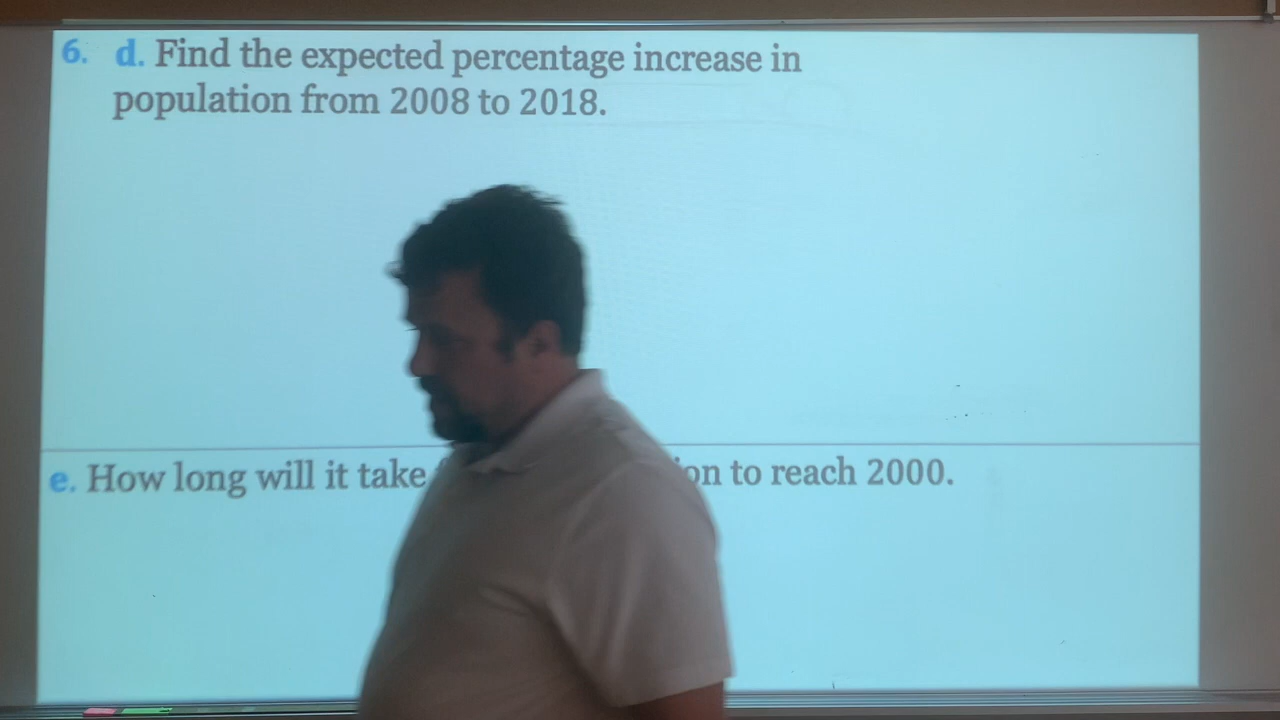 6. d. Find the expected percentage increase in
population from 2008 to 2018.
e. How long will it take to reach 2000.